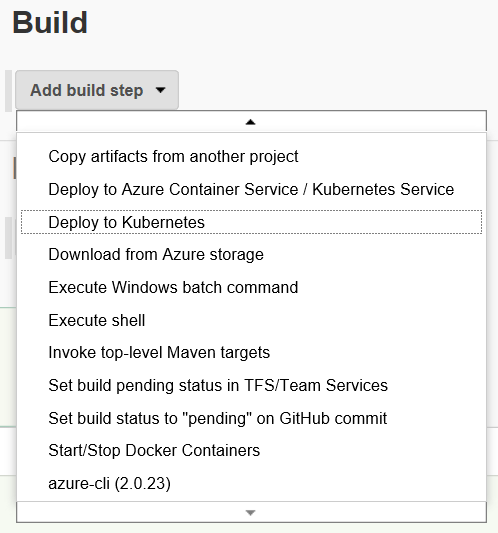 Build
Add build step
Copy artifacts from another project
Deploy to Azure Container Service / Kubernetes Service
Deploy to Kubernetes
Download from Azure storage
Execute Windows batch command
Execute shell
Invoke top-level Maven targets
Set build pending status in TFS/Team Services
Set build status to "pending" on GitHub commit
Start/Stop Docker Containers
azure-cli (2.0.23)